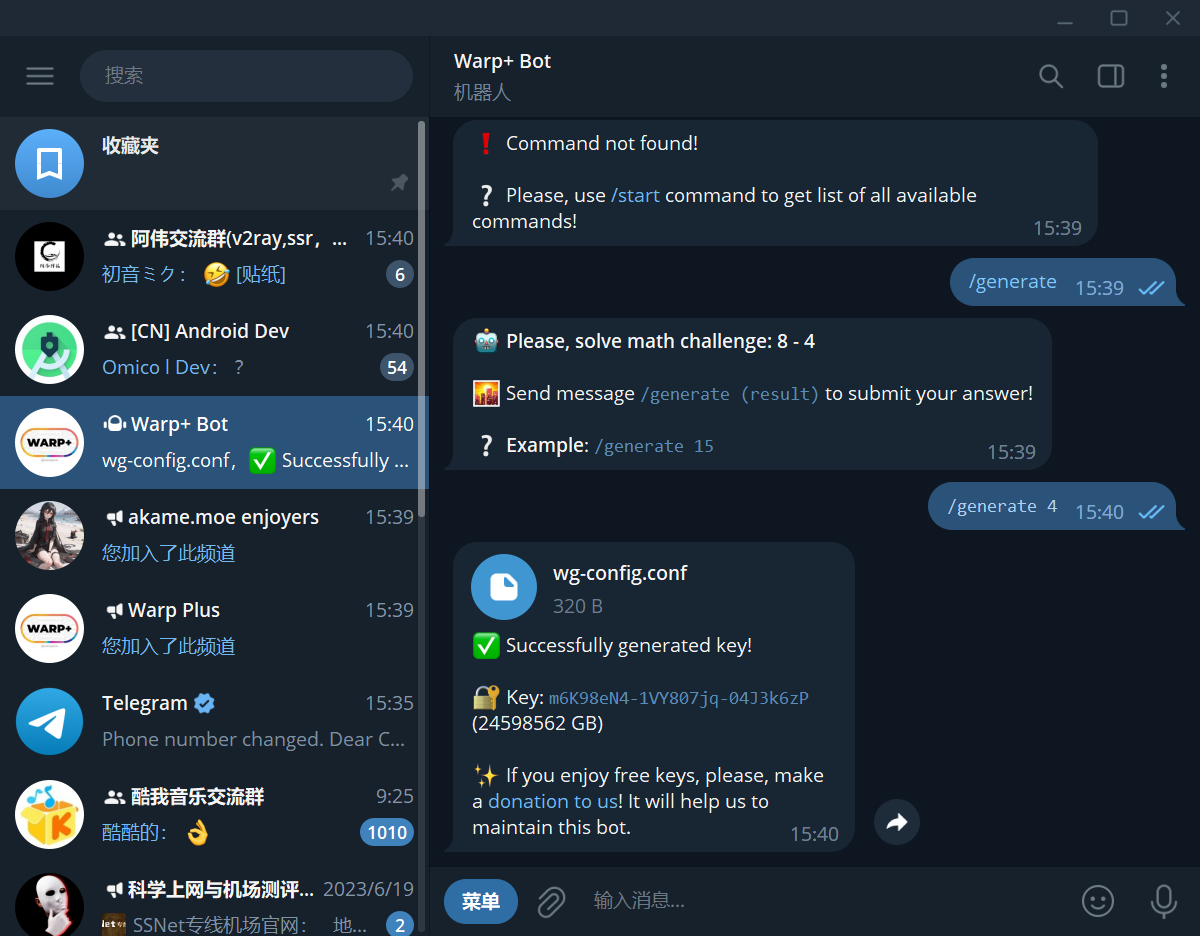 搜索
收藏夹
阿伟交流群(v2ray,ssr，... 15:40
初音ミク： 🤣 [贴纸] 6
[CN] Android Dev 15:40
Omico l Dev： ？ 54
WARP+
Warp+ Bot 15:40
wg-config.conf，✅ Successfully ...
akame.moe enjoyers 15:39
您加入了此频道
WARP+
Warp Plus 15:39
您加入了此频道
Telegram 15:35
Phone number changed. Dear C...
酷我音乐交流群 9:25
酷酷的： 👌 1010
科学上网与机场测评... 2023/6/19
SSNet专线机场官网： 地... 2
Warp+ Bot
机器人
❗ Command not found!
❔ Please, use /start command to get list of all available
commands!
15:39
/generate 15:39
🤖 Please, solve math challenge: 8 - 4
🌇 Send message /generate (result) to submit your answer!
❔ Example: /generate 15
15:39
/generate 4 15:40
wg-config.conf
320 B
✅ Successfully generated key!
🔐 Key: m6K98eN4-1VY807jq-04J3k6zP
(24598562 GB)
✨ If you enjoy free keys, please, make
a donation to us! It will help us to
maintain this bot.
15:40
菜单
输入消息...